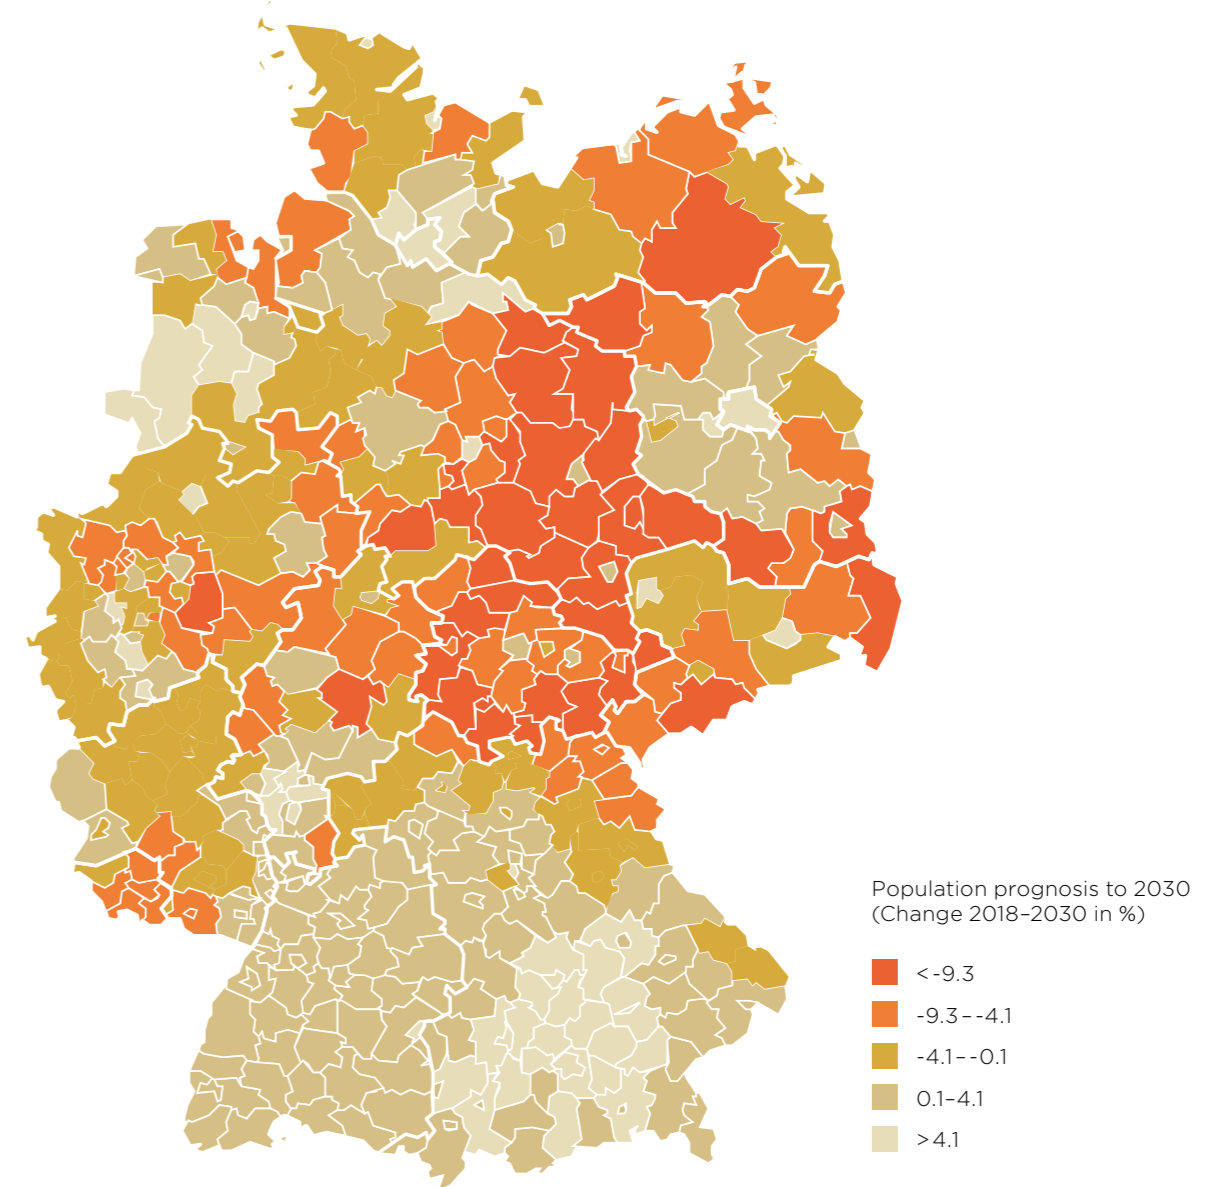 Population prognosis to 2030
(Change 2018–2030 in %)
< -9.3
-9.3 – -4.1
-4.1 – -0.1
0.1–4.1
> 4.1